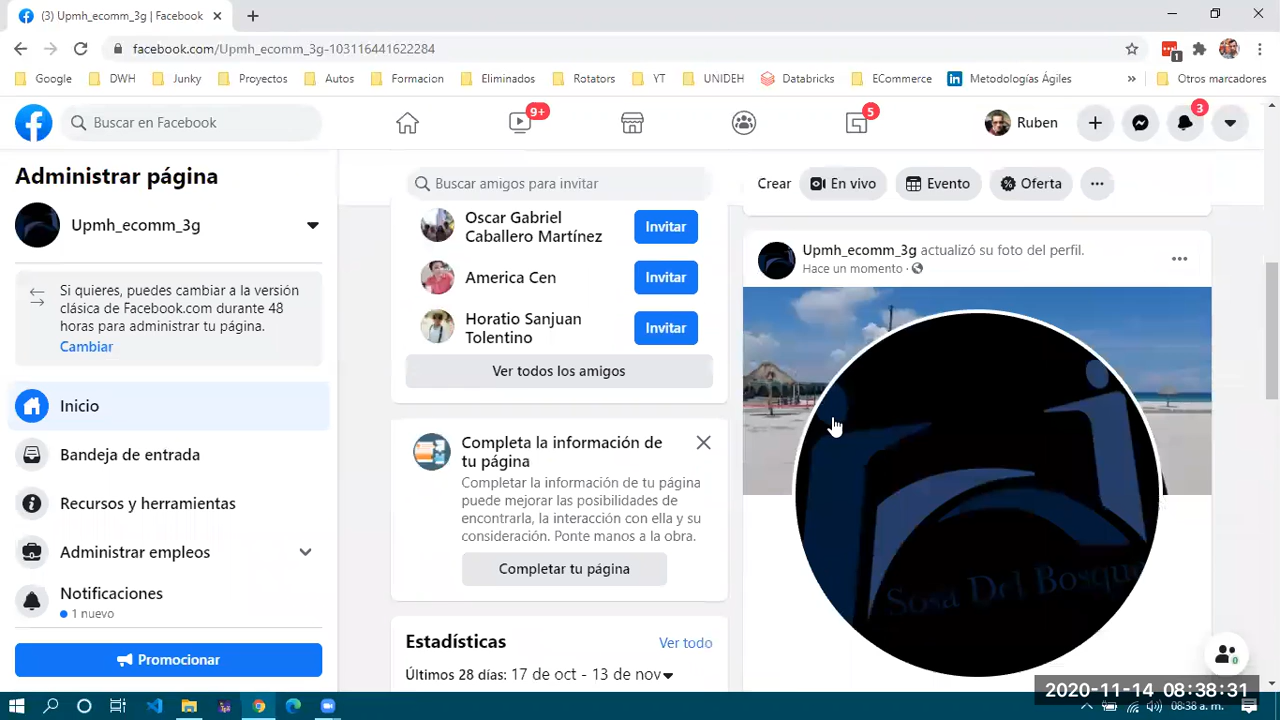 (3) Upmh_ecomm_3g | Facebook
facebook.com/Upmh_ecomm_3g-103116441622284
1
Google
DWH
Junky
Proyectos
Autos
Formacion
Eliminados
Rotators
YT
UNIDEH
Databricks
ECommerce
Metodologías Ágiles
»
Otros marcadores
Buscar en Facebook
9+
5
Ruben
3
Administrar página
Upmh_ecomm_3g
Si quieres, puedes cambiar a la versión
clásica de Facebook.com durante 48
horas para administrar tu página.
Cambiar
Inicio
Bandeja de entrada
Recursos y herramientas
Administrar empleos
Notificaciones
1 nuevo
Promocionar
Buscar amigos para invitar
Oscar Gabriel
Caballero Martínez
Invitar
America Cen
Invitar
Horatio Sanjuan
Tolentino
Invitar
Ver todos los amigos
Completa la información de
tu página
Completar la información de tu página
puede mejorar las posibilidades de
encontrarla, la interacción con ella y su
consideración. Ponte manos a la obra.
Completar tu página
Estadísticas
Ver todo
Últimos 28 días: 17 de oct - 13 de nov
Crear
En vivo
Evento
Oferta
Upmh_ecomm_3g actualizó su foto del perfil.
Hace un momento ·
Sosa Del Bosque
0
2020-11-14 08:38:31
08:38 a. m.